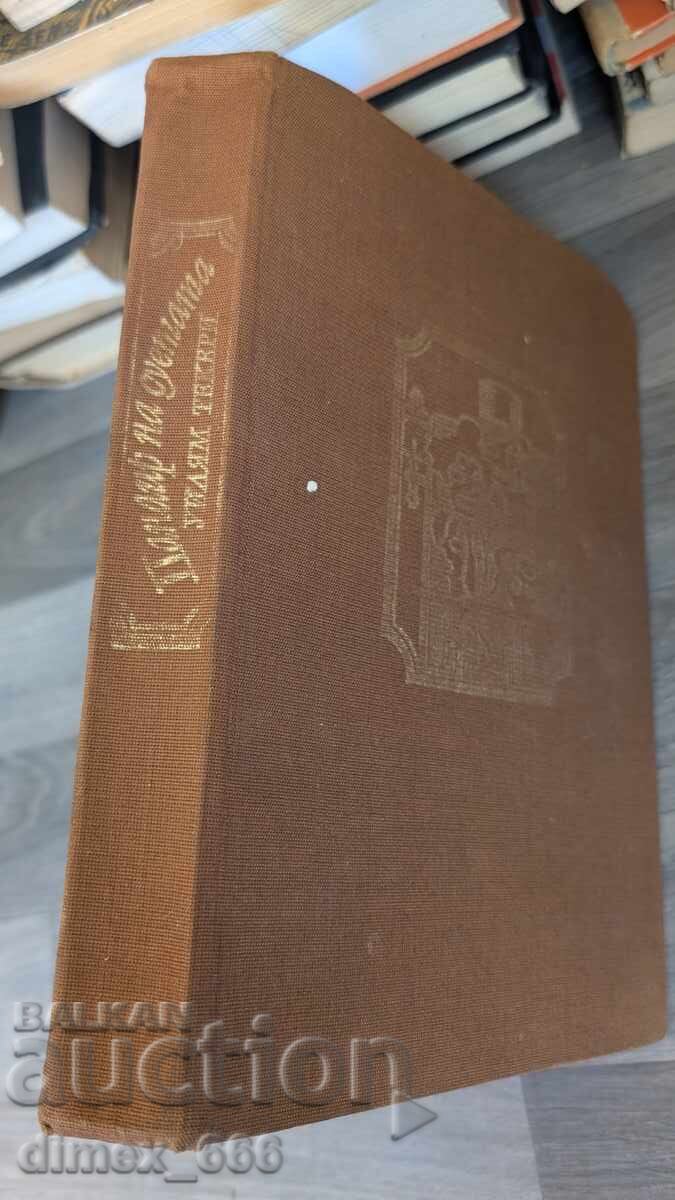 Панаир на суетата
УИЛЯМ ТЕКЕРИ
BALKAN
auction
dimex_666